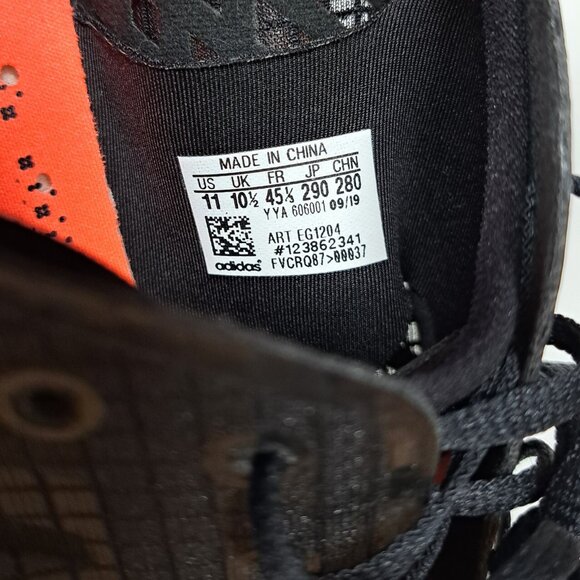 MADE IN CHINA
US UK FR JP CHN
11 10½ 45⅓ 290 280
YYA 606001 09/19
ART EG1204
#123862341
adidas® FVCRQ87>00037